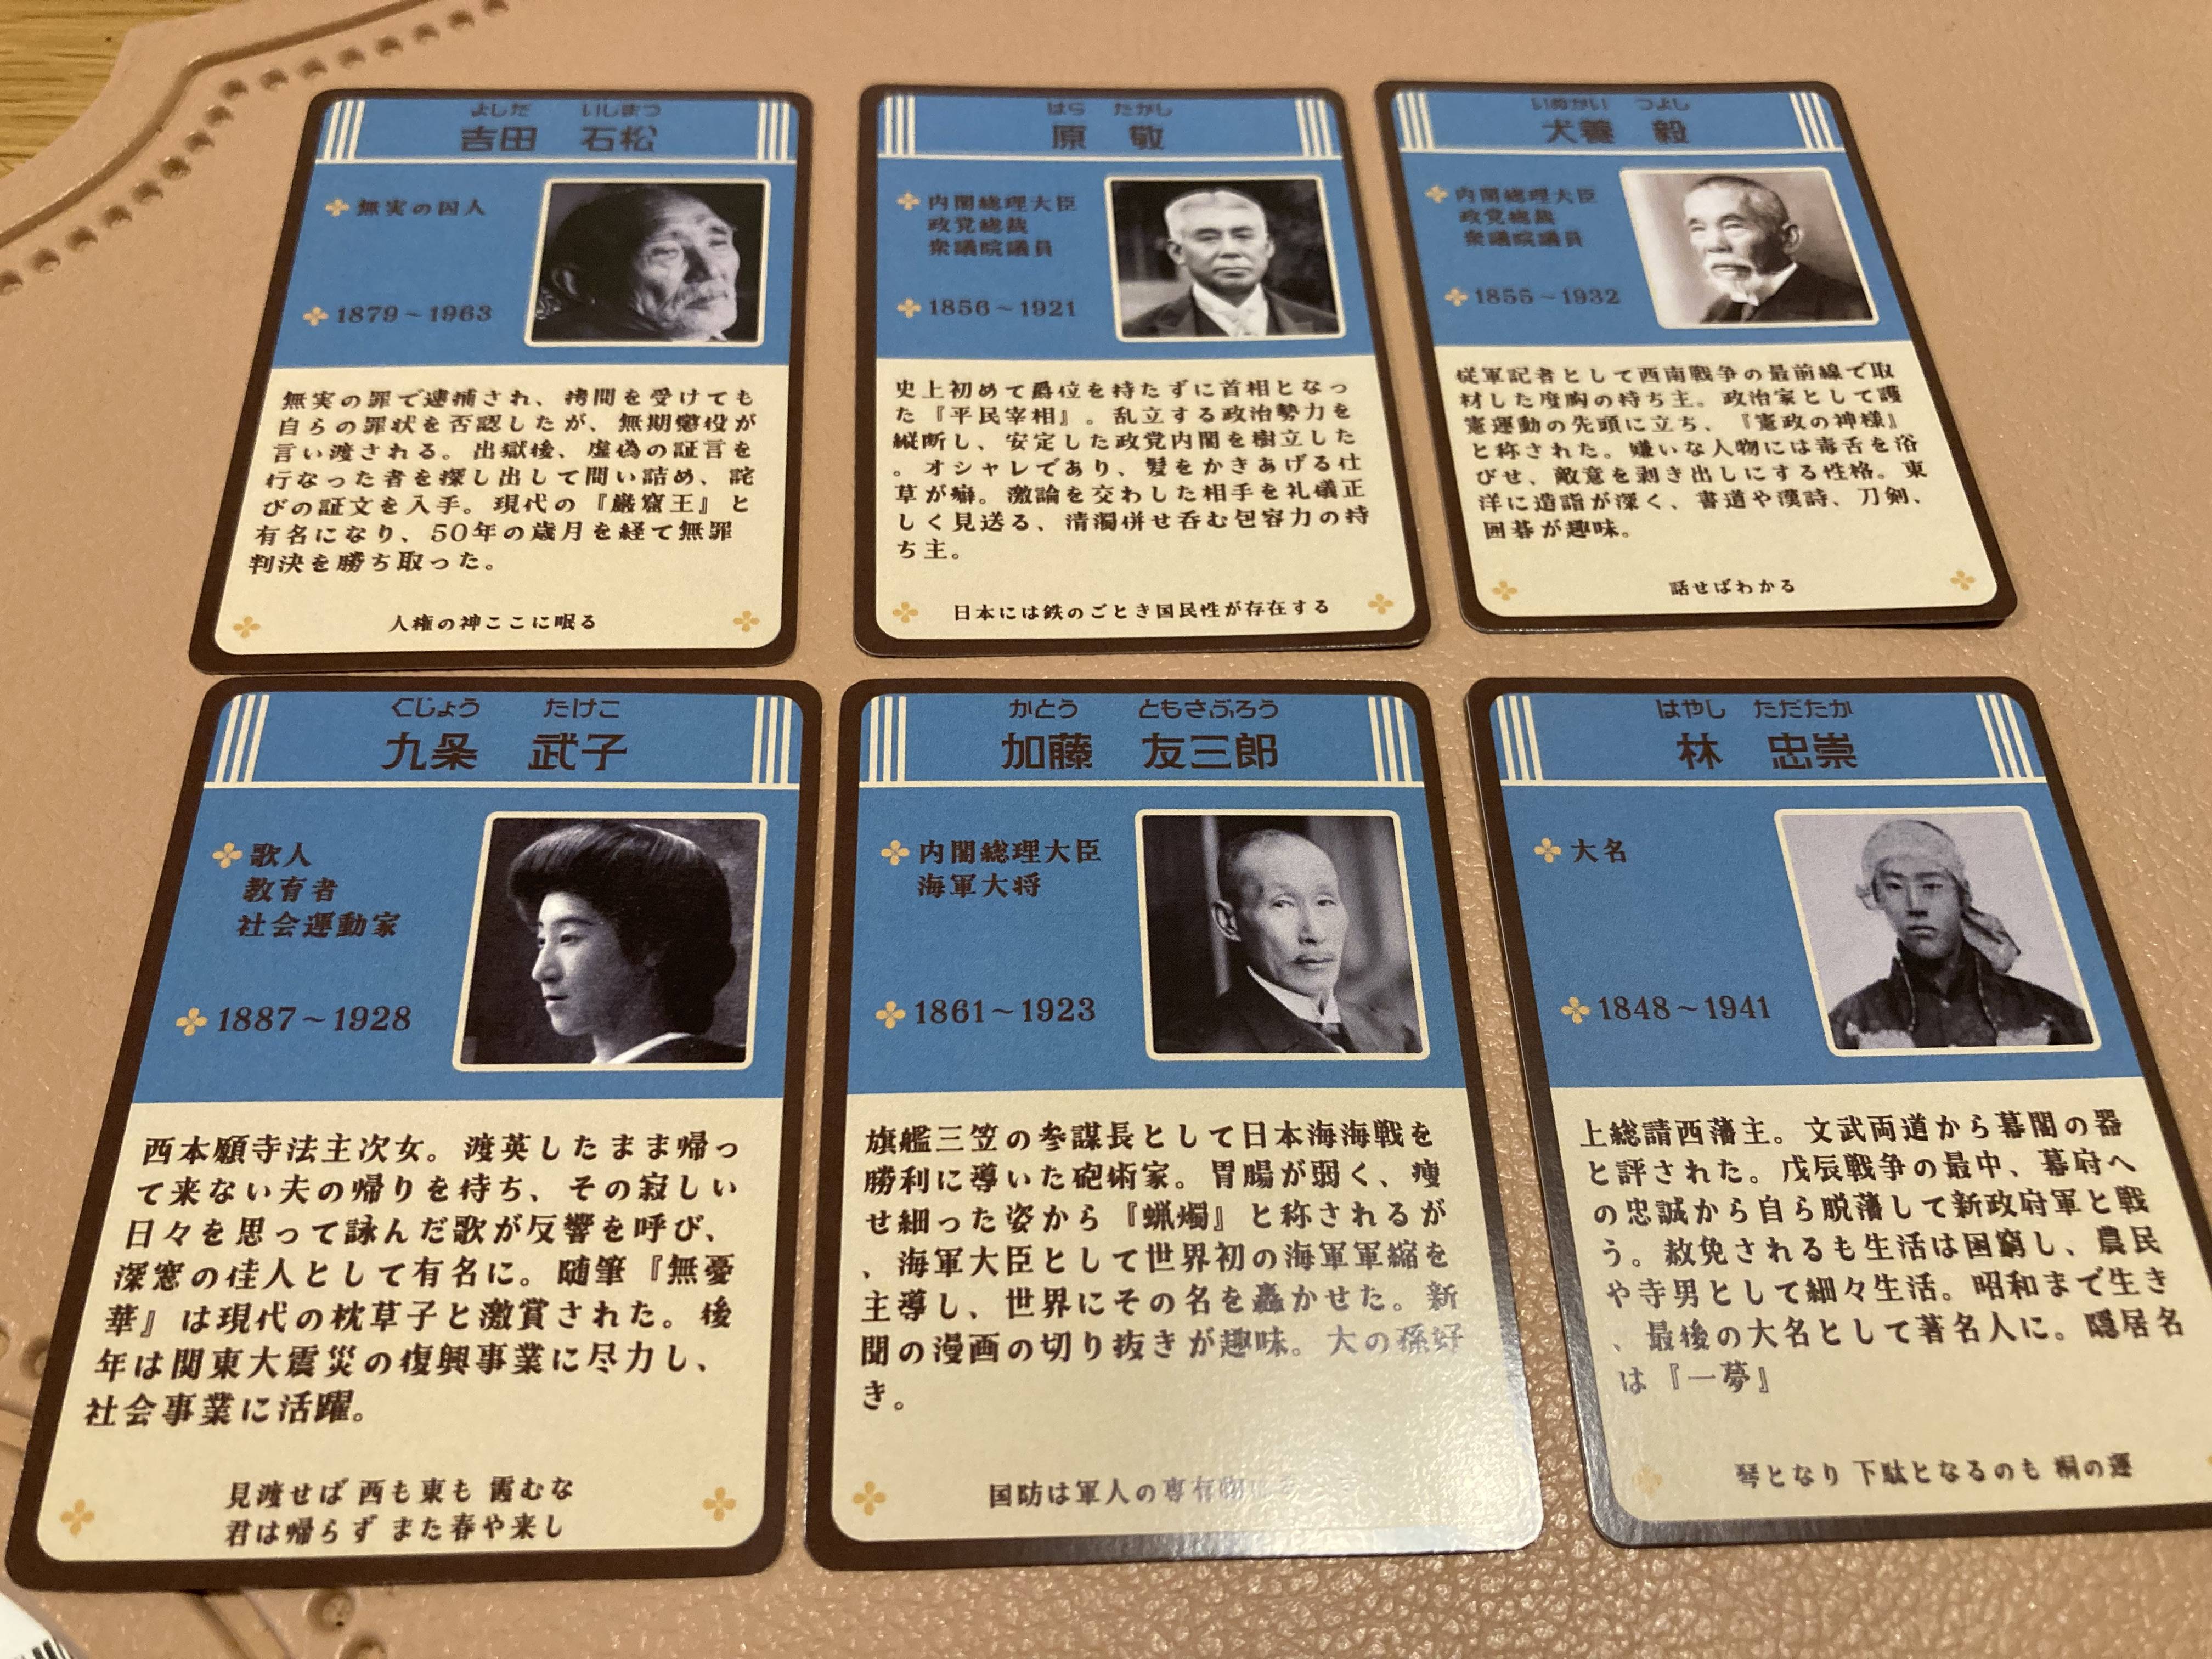 よしだ いしまつ
吉田 石松
無実の囚人
1879~1963
無実の罪で逮捕され、拷問を受けても
自らの罪状を否認したが、無期懲役が
言い渡される。出獄後、虚偽の証言を
行なった者を探し出して問い詰め、詫
びの証文を入手。現代の『巌窟王』と
有名になり、50年の歳月を経て無罪
判決を勝ち取った。
人権の神ここに眠る
はら たかし
原 敬
内閣総理大臣
政党総裁
衆議院議員
1856~1921
史上初めて爵位を持たずに首相となっ
た『平民宰相』。乱立する政治勢力を
縦断し、安定した政党内閣を樹立した
。オシャレであり、髪をかきあげる仕
草が癖。激論を交わした相手を礼儀正
しく見送る、清濁併せ呑む包容力の持
ち主。
日本には鉄のごとき国民性が存在する
いぬかい つよし
犬養 毅
内閣総理大臣
政党総裁
衆議院議員
1855~1932
従軍記者として西南戦争の最前線で取
材した度胸の持ち主。政治家として護
憲運動の先頭に立ち、『憲政の神様』
と称された。嫌いな人物には毒舌を浴
びせ、敵意を剥き出しにする性格。東
洋に造詣が深く、書道や漢詩、刀剣、
囲碁が趣味。
話せばわかる
くじょう たけこ
九条 武子
歌人
教育者
社会運動家
1887~1928
西本願寺法主次女。渡英したまま帰っ
て来ない夫の帰りを待ち、その寂しい
日々を思って詠んだ歌が反響を呼び、
深窓の佳人として有名に。随筆『無憂
華』は現代の枕草子と激賞された。後
年は関東大震災の復興事業に尽力し、
社会事業に活躍。
見渡せば 西も東も 霞むな
君は帰らず また春や来し
かとう ともさぶろう
加藤 友三郎
内閣総理大臣
海軍大将
1861~1923
旗艦三笠の参謀長として日本海海戦を
勝利に導いた砲術家。胃腸が弱く、痩
せ細った姿から『蝋燭』と称されるが
、海軍大臣として世界初の海軍軍縮を
主導し、世界にその名を轟かせた。新
聞の漫画の切り抜きが趣味。大の孫好
き。
国防は軍人の専有物にあ
はやし ただたか
林 忠崇
大名
1848~1941
上総請西藩主。文武両道から幕閣の器
と評された。戊辰戦争の最中、幕府へ
の忠誠から自ら脱藩して新政府軍と戦
う。赦免されるも生活は困窮し、農民
や寺男として細々生活。昭和まで生き
、最後の大名として著名人に。隠居名
は『一夢』
琴となり 下駄となるのも 桐の運